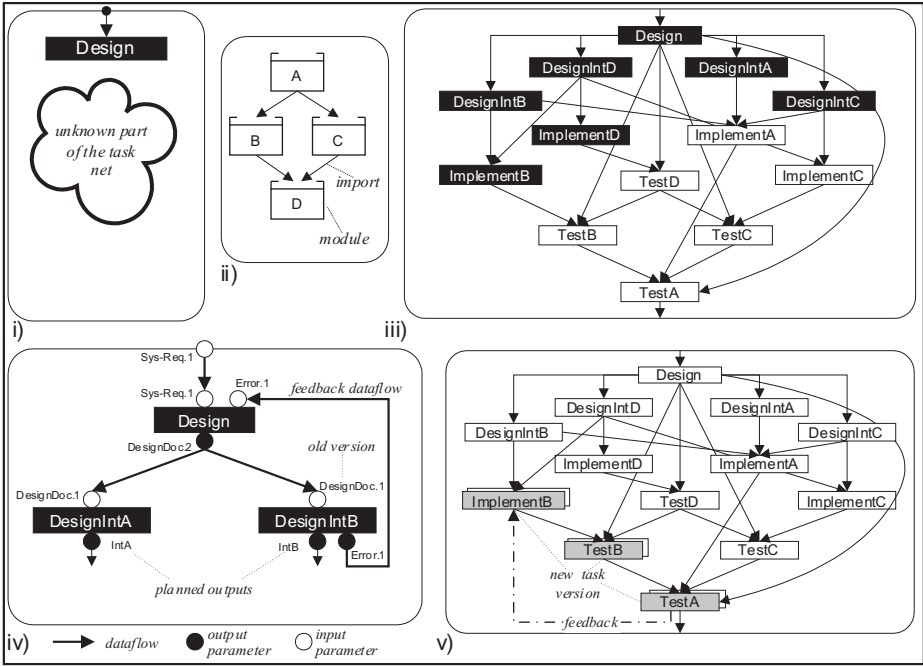 Design
unknown part
of the task
net
i)
A
B
C
D
import
module
ii)
Design
DesignIntD
DesignIntA
DesignIntB
DesignIntC
ImplementD
ImplementA
ImplementB
ImplementC
TestD
TestB
TestC
TestA
iii)
Sys-Req.1
Sys-Req.1
Error.1
feedback dataflow
Design
DesignDoc.2
old version
DesignDoc.1
DesignDoc.1
DesignIntA
DesignIntB
IntA
IntB
Error.1
planned outputs
iv)
dataflow
output
parameter
input
parameter
Design
DesignIntD
DesignIntA
DesignIntB
DesignIntC
ImplementD
ImplementA
ImplementB
TestD
ImplementC
TestB
TestC
new task
version
TestA
feedback
v)